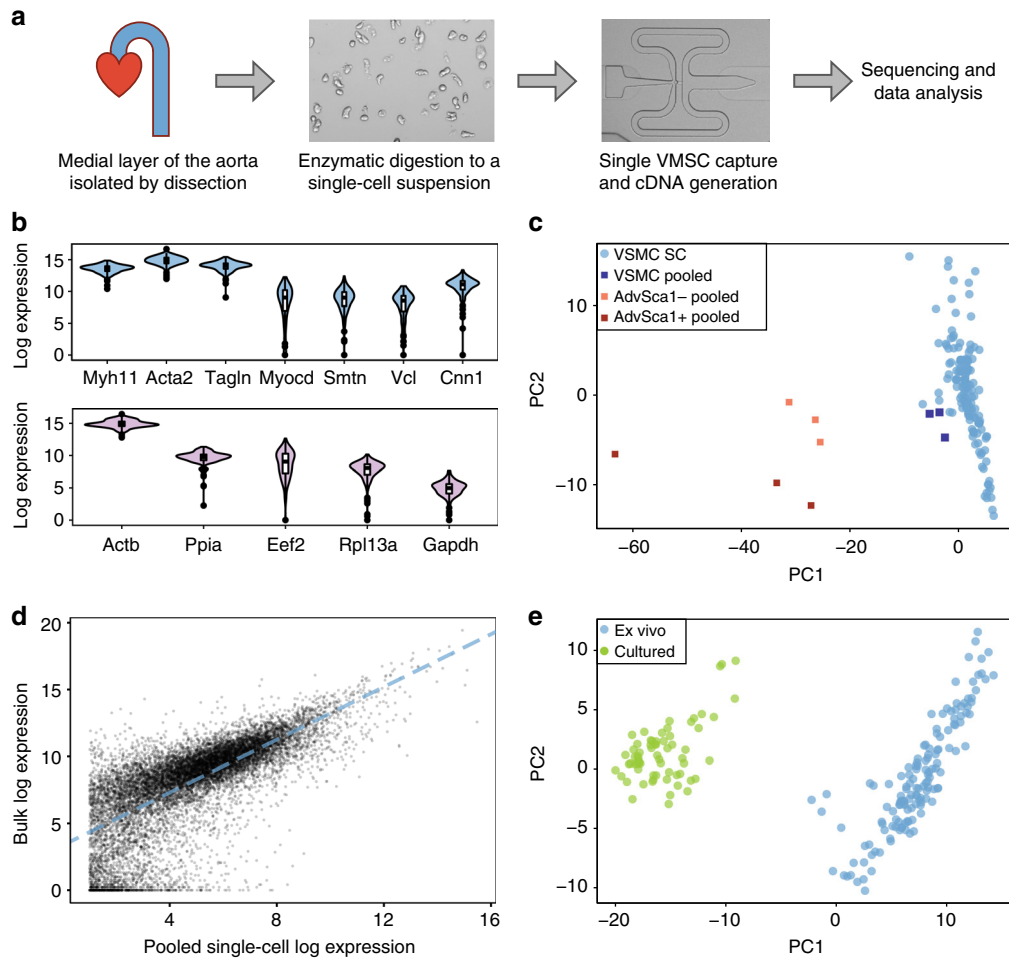 a
Medial layer of the aorta
isolated by dissection
Enzymatic digestion to a
single-cell suspension
Single VMSC capture
and cDNA generation
Sequencing and
data analysis
b
Log expression
15
10
5
0
Myh11 Acta2 Tagln Myocd Smtn Vcl Cnn1
Log expression
15
10
5
0
Actb Ppia Eef2 Rpl13a Gapdh
c
VSMC SC
VSMC pooled
AdvSca1– pooled
AdvSca1+ pooled
PC2
10
0
−10
−60 −40 −20 0
PC1
d
Bulk log expression
20
15
10
5
0
4 8 12 16
Pooled single-cell log expression
e
Ex vivo
Cultured
PC2
10
5
0
−5
−10
−20 −10 0 10
PC1